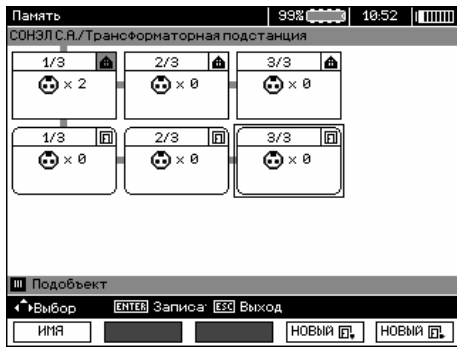 Память 99% 10:52
СОНЭЛ С.А./Трансформаторная подстанция
1/3 2/3 3/3
× 2 × 0 × 0
1/3 2/3 3/3
× 0 × 0 × 0
Подобъект
Выбор ENTER Записа: ESC Выход
ИМЯ НОВЫЙ НОВЫЙ